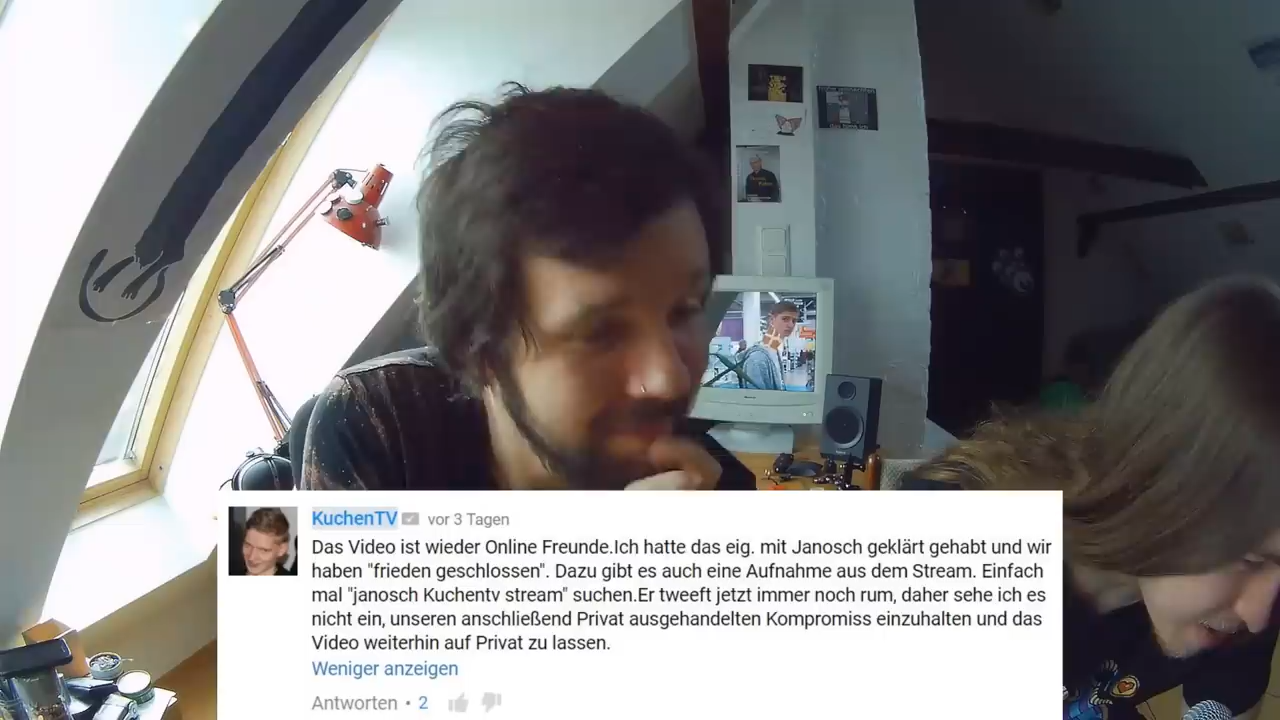 KuchenTV vor 3 Tagen
Das Video ist wieder Online Freunde.Ich hatte das eig. mit Janosch geklärt gehabt und wir
haben "frieden geschlossen". Dazu gibt es auch eine Aufnahme aus dem Stream. Einfach
mal "janosch Kuchentv stream" suchen.Er tweeft jetzt immer noch rum, daher sehe ich es
nicht ein, unseren anschließend Privat ausgehandelten Kompromiss einzuhalten und das
Video weiterhin auf Privat zu lassen.
Weniger anzeigen
Antworten • 2